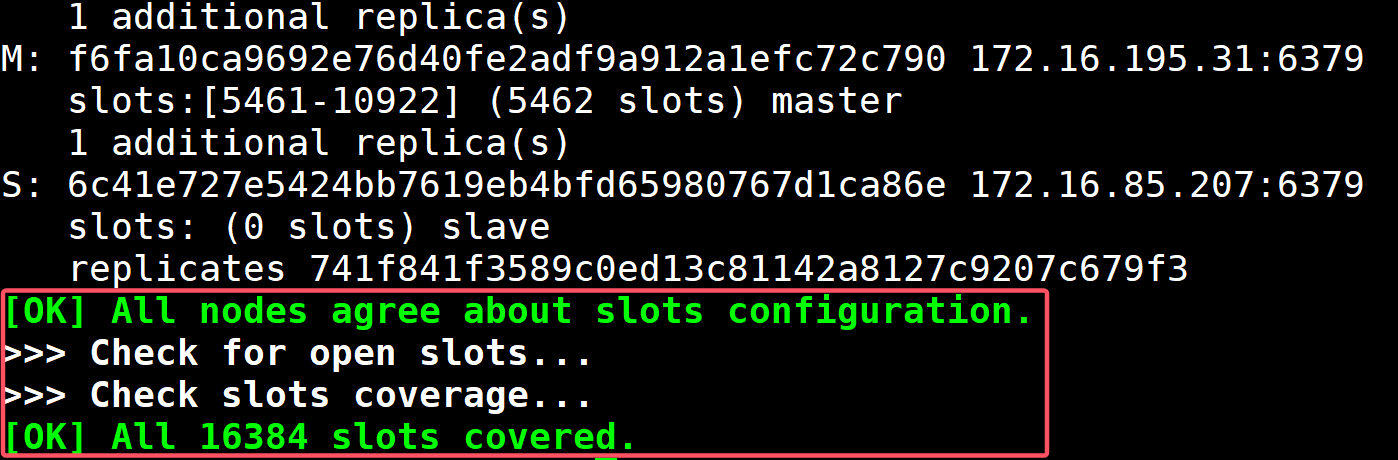 1 additional replica(s)
M: f6fa10ca9692e76d40fe2adf9a912a1efc72c790 172.16.195.31:6379
slots:[5461-10922] (5462 slots) master
1 additional replica(s)
S: 6c41e727e5424bb7619eb4bfd65980767d1ca86e 172.16.85.207:6379
slots: (0 slots) slave
replicates 741f841f3589c0ed13c81142a8127c9207c679f3
[OK] All nodes agree about slots configuration.
>>> Check for open slots...
>>> Check slots coverage...
[OK] All 16384 slots covered.